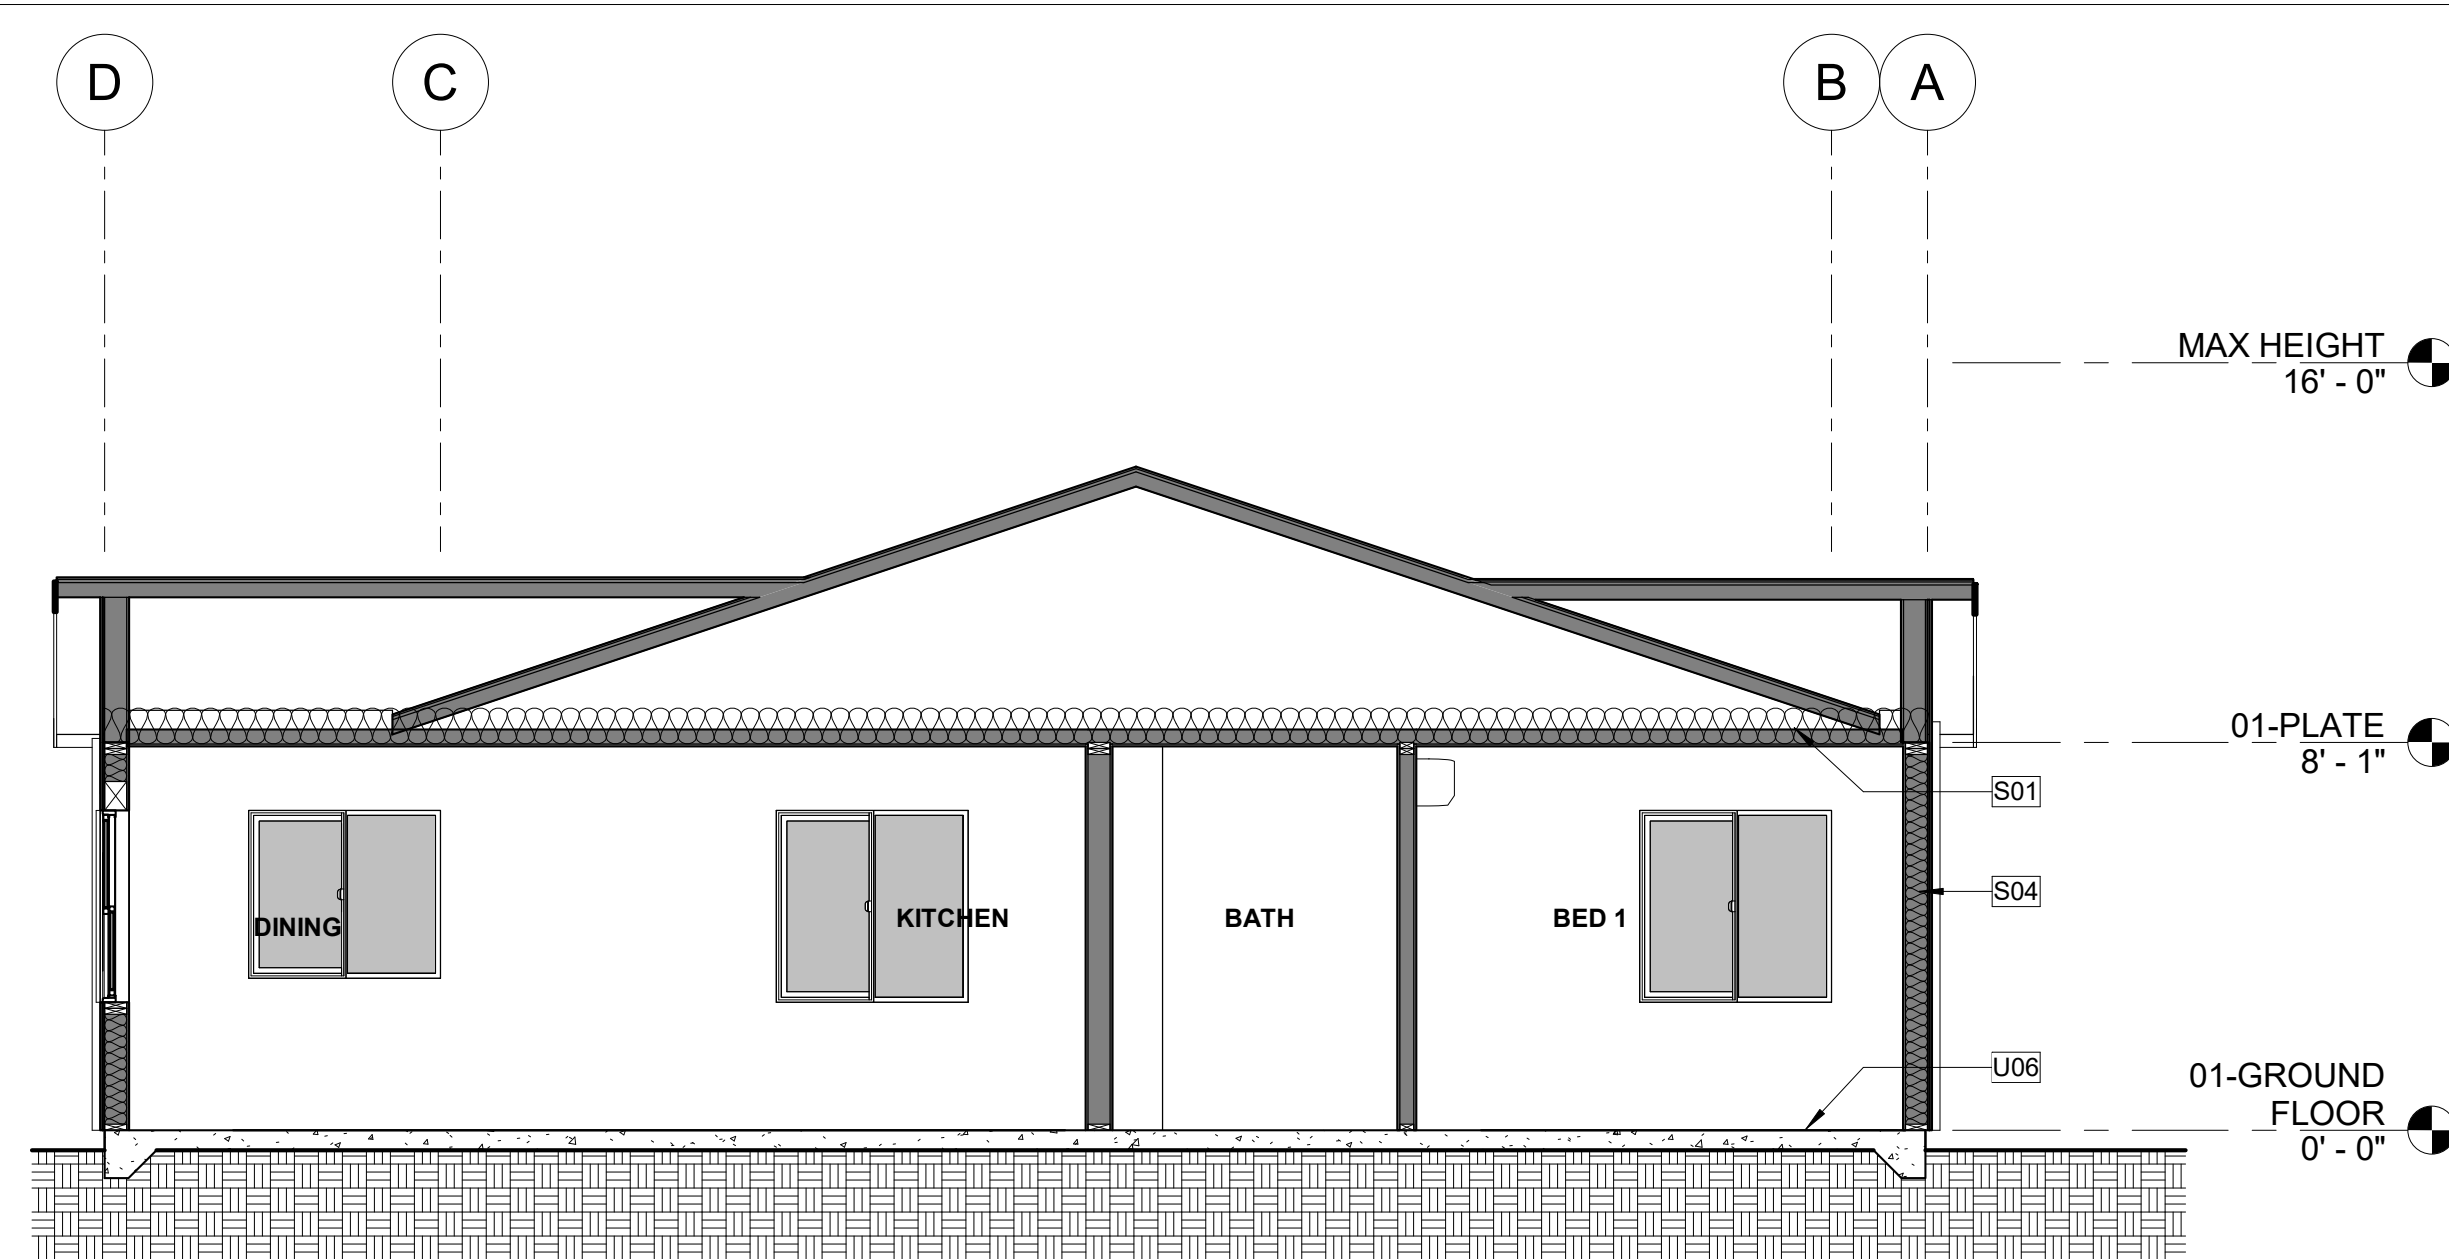 D
C
B
A
MAX HEIGHT
16' - 0"
01-PLATE
8' - 1"
S01
S04
DINING
KITCHEN
BATH
BED 1
U06
01-GROUND
FLOOR
0' - 0"